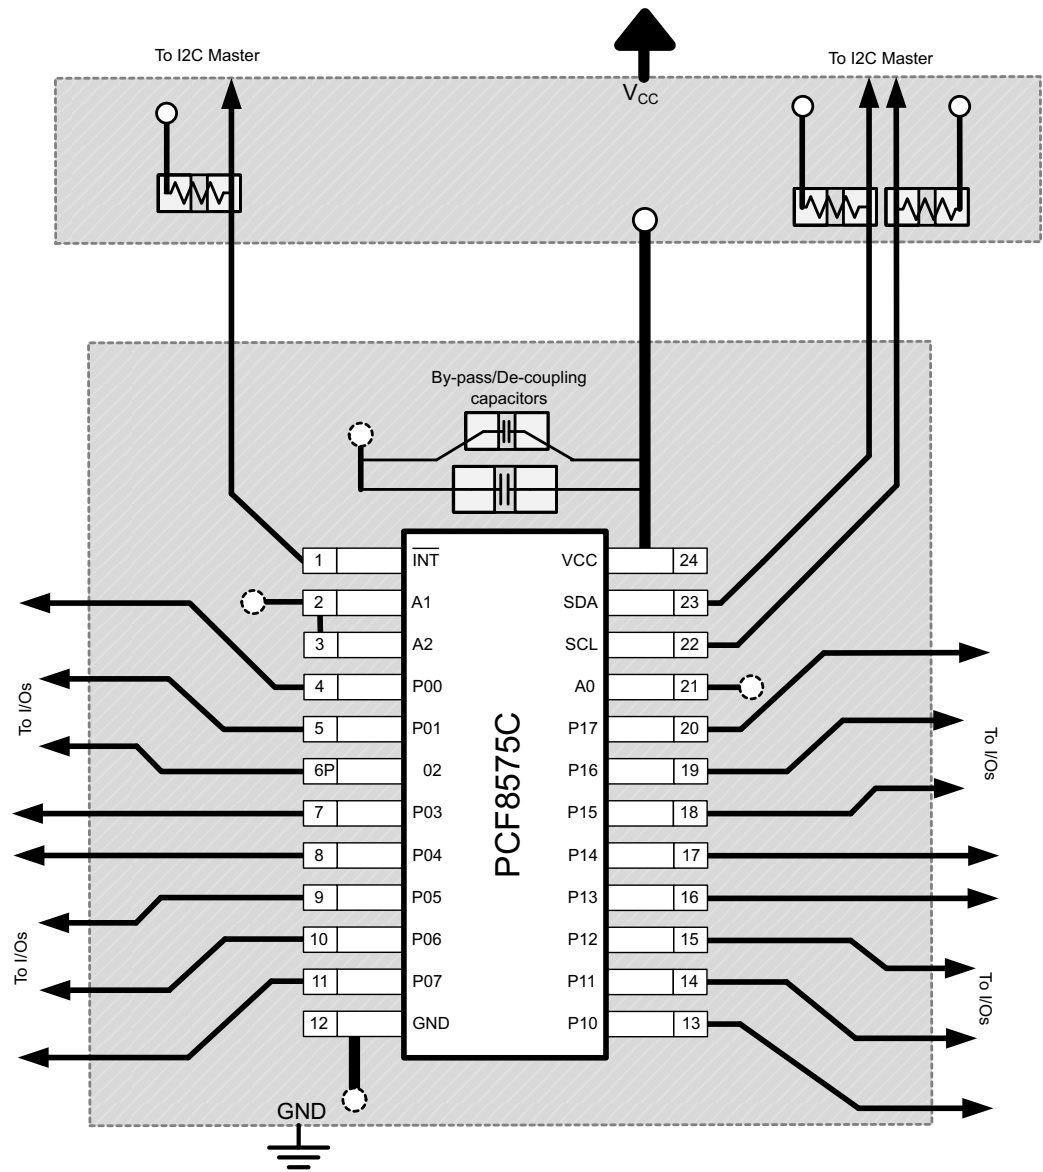 To I2C Master
To I2C Master
VCC
By-pass/De-coupling
capacitors
1 INT VCC 24
2 A1 SDA 23
3 A2 SCL 22
4 P00 A0 21
5 P01 P17 20
6P 02 P16 19
7 P03 P15 18
8 P04 P14 17
9 P05 P13 16
10 P06 P12 15
11 P07 P11 14
12 GND P10 13
PCF8575C
To I/Os
To I/Os
To I/Os
To I/Os
GND